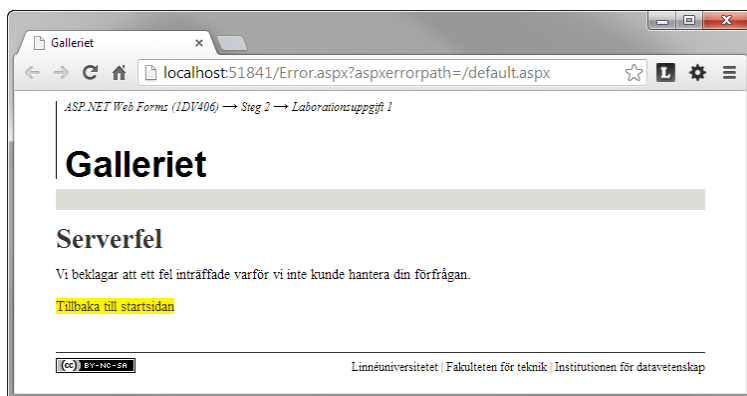 Galleriet
localhost:51841/Error.aspx?aspxerrorpath=/default.aspx
ASP.NET Web Forms (1DV406) → Steg 2 → Laborationsuppgift 1
Galleriet
Serverfel
Vi beklagar att ett fel inträffade varför vi inte kunde hantera din förfrågan.
Tillbaka till startsidan
(cc) BY-NC-SA
Linnéuniversitetet | Fakulteten för teknik | Institutionen för datavetenskap